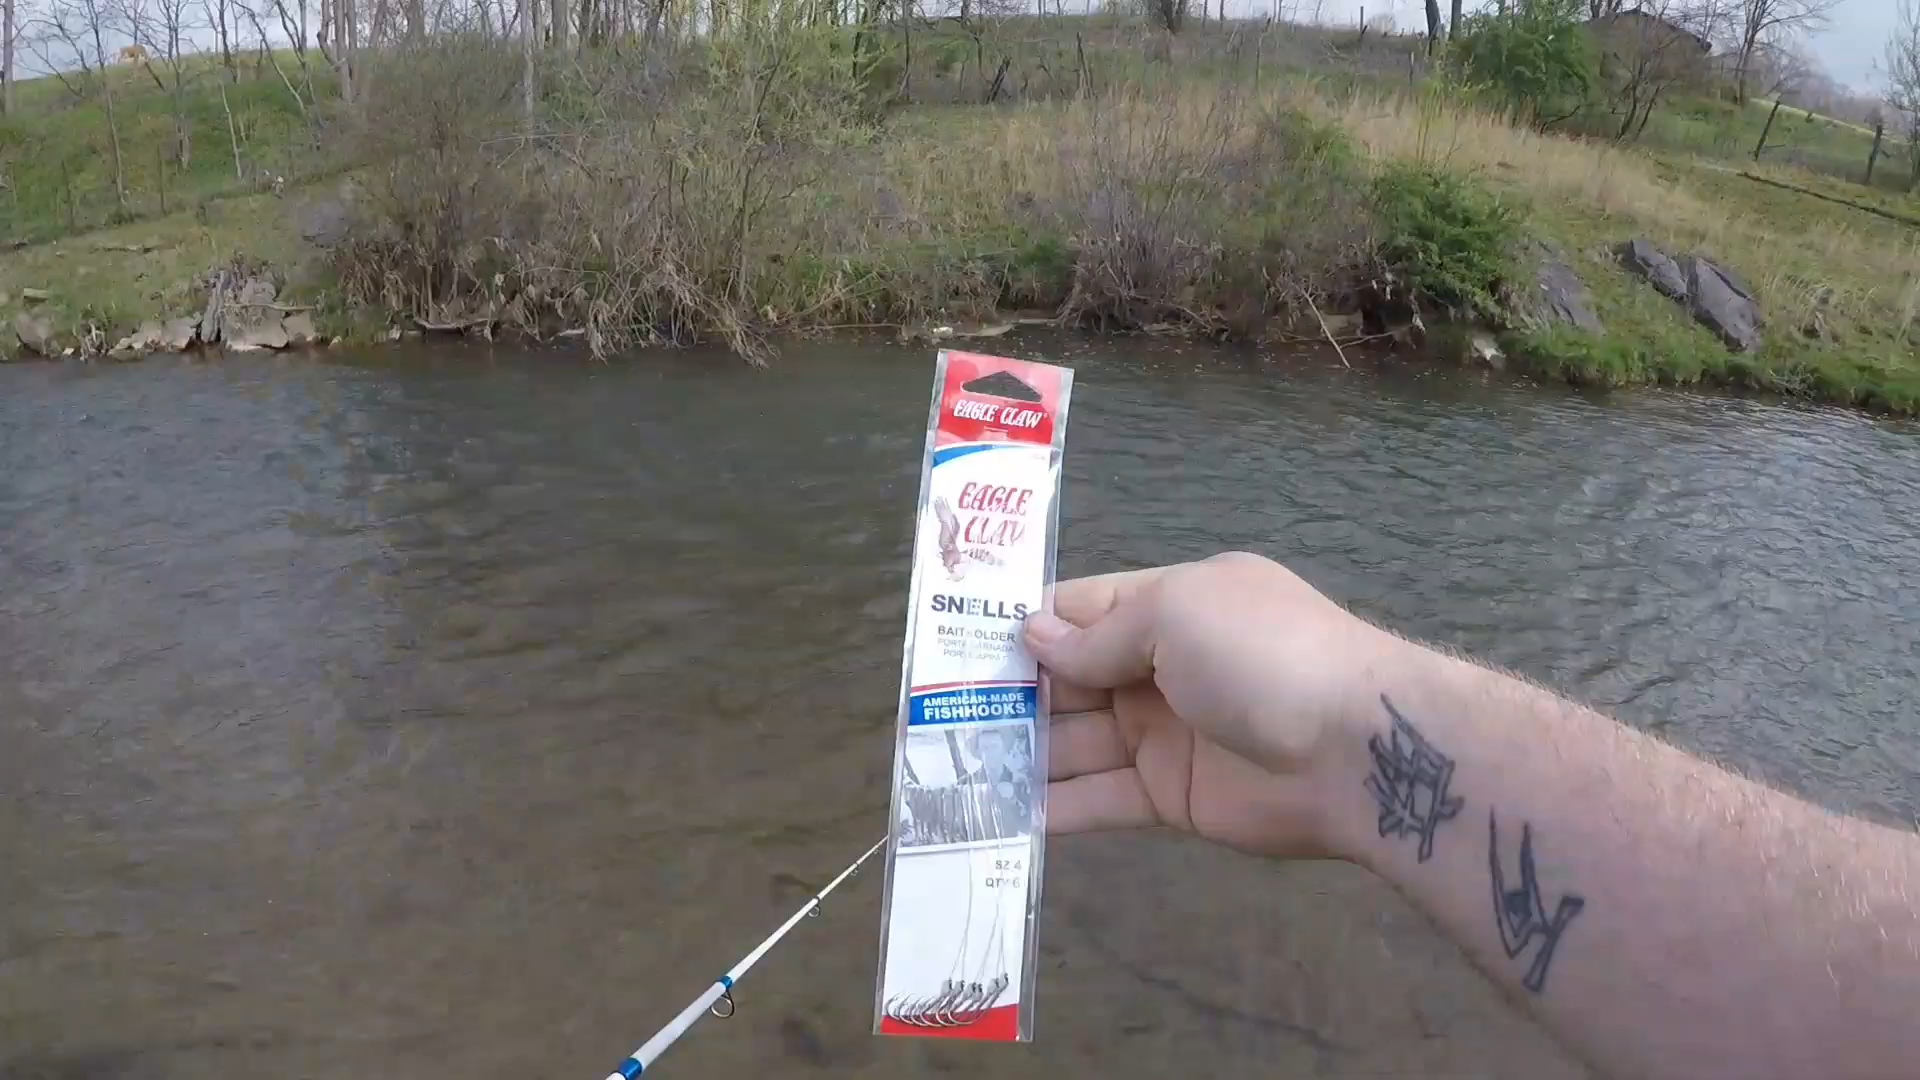 EAGLE CLAW
EAGLE
CLAW
SNELLS
BAITHOLDER
AMERICAN-MADE
FISHHOOKS
SZ 4
QTY 6